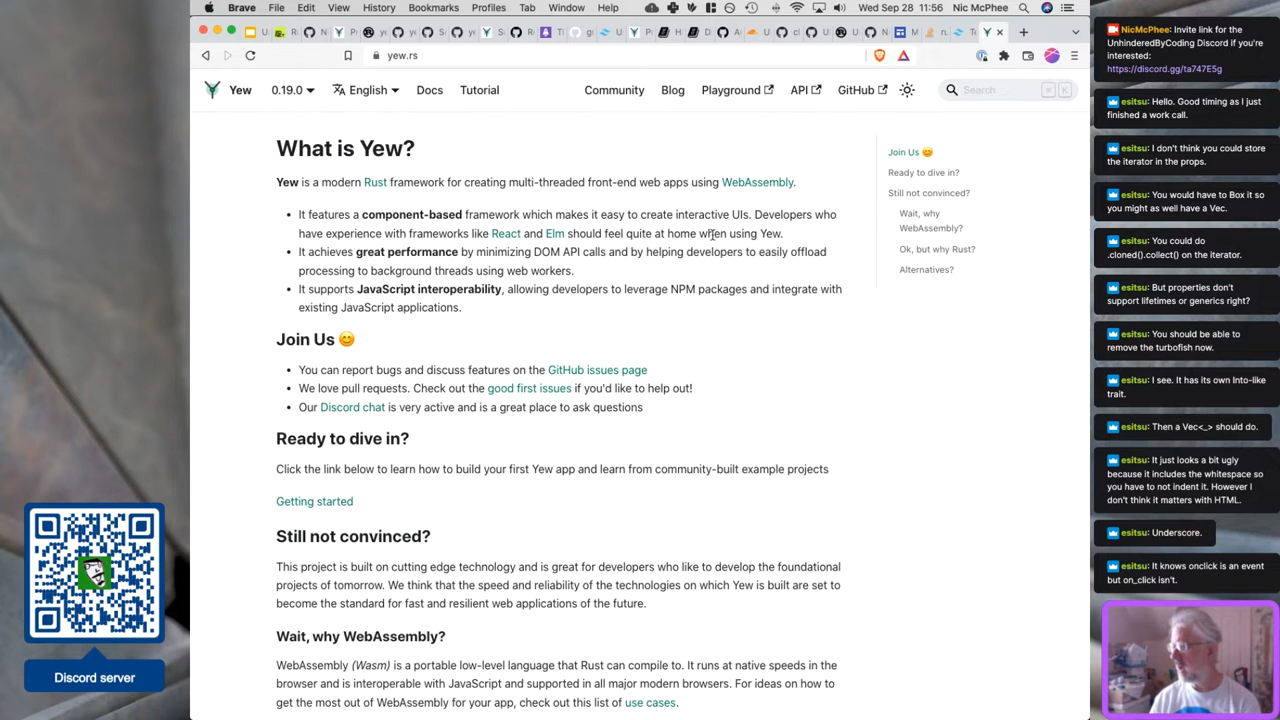 Brave File Edit View History Bookmarks Profiles Tab Window Help Wed Sep 28 11:56 Nic McPhee
yew.rs
Yew 0.19.0 English Docs Tutorial Community Blog Playground API GitHub Search K
What is Yew?
Yew is a modern Rust framework for creating multi-threaded front-end web apps using WebAssembly.
• It features a component-based framework which makes it easy to create interactive UIs. Developers who
have experience with frameworks like React and Elm should feel quite at home when using Yew.
• It achieves great performance by minimizing DOM API calls and by helping developers to easily offload
processing to background threads using web workers.
• It supports JavaScript interoperability, allowing developers to leverage NPM packages and integrate with
existing JavaScript applications.
Join Us 😊
• You can report bugs and discuss features on the GitHub issues page
• We love pull requests. Check out the good first issues if you'd like to help out!
• Our Discord chat is very active and is a great place to ask questions
Ready to dive in?
Click the link below to learn how to build your first Yew app and learn from community-built example projects
Getting started
Still not convinced?
This project is built on cutting edge technology and is great for developers who like to develop the foundational
projects of tomorrow. We think that the speed and reliability of the technologies on which Yew is built are set to
become the standard for fast and resilient web applications of the future.
Wait, why WebAssembly?
WebAssembly (Wasm) is a portable low-level language that Rust can compile to. It runs at native speeds in the
browser and is interoperable with JavaScript and supported in all major modern browsers. For ideas on how to
get the most out of WebAssembly for your app, check out this list of use cases.
Join Us 😊
Ready to dive in?
Still not convinced?
Wait, why
WebAssembly?
Ok, but why Rust?
Alternatives?
NicMcPhee: Invite link for the
UnhinderedByCoding Discord if you're
interested:
https://discord.gg/ta747E5g
esitsu: Hello. Good timing as I just
finished a work call.
esitsu: I don't think you could store
the iterator in the props.
esitsu: You would have to Box it so
you might as well have a Vec.
esitsu: You could do
.cloned().collect() on the iterator.
esitsu: But properties don't
support lifetimes or generics right?
esitsu: You should be able to
remove the turbofish now.
esitsu: I see. It has its own Into-like
trait.
esitsu: Then a Vec<_> should do.
esitsu: It just looks a bit ugly
because it includes the whitespace so
you have to not indent it. However I
don't think it matters with HTML.
esitsu: Underscore.
esitsu: It knows onclick is an event
but on_click isn't.
Discord server